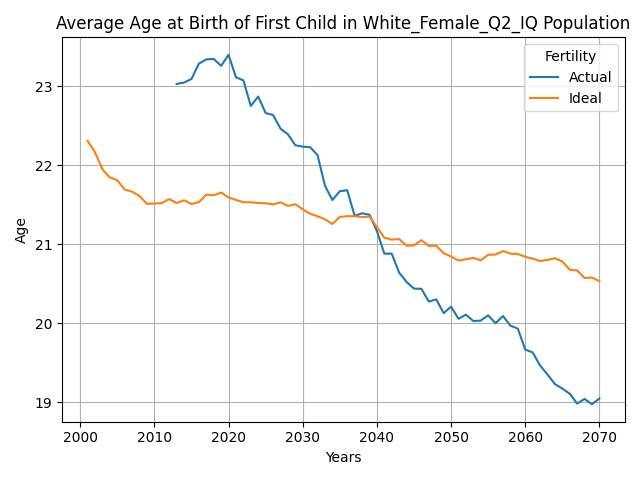 Average Age at Birth of First Child in White_Female_Q2_IQ Population
Fertility
Actual
Ideal
Age
23
22
21
20
19
2000
2010
2020
2030
2040
2050
2060
2070
Years